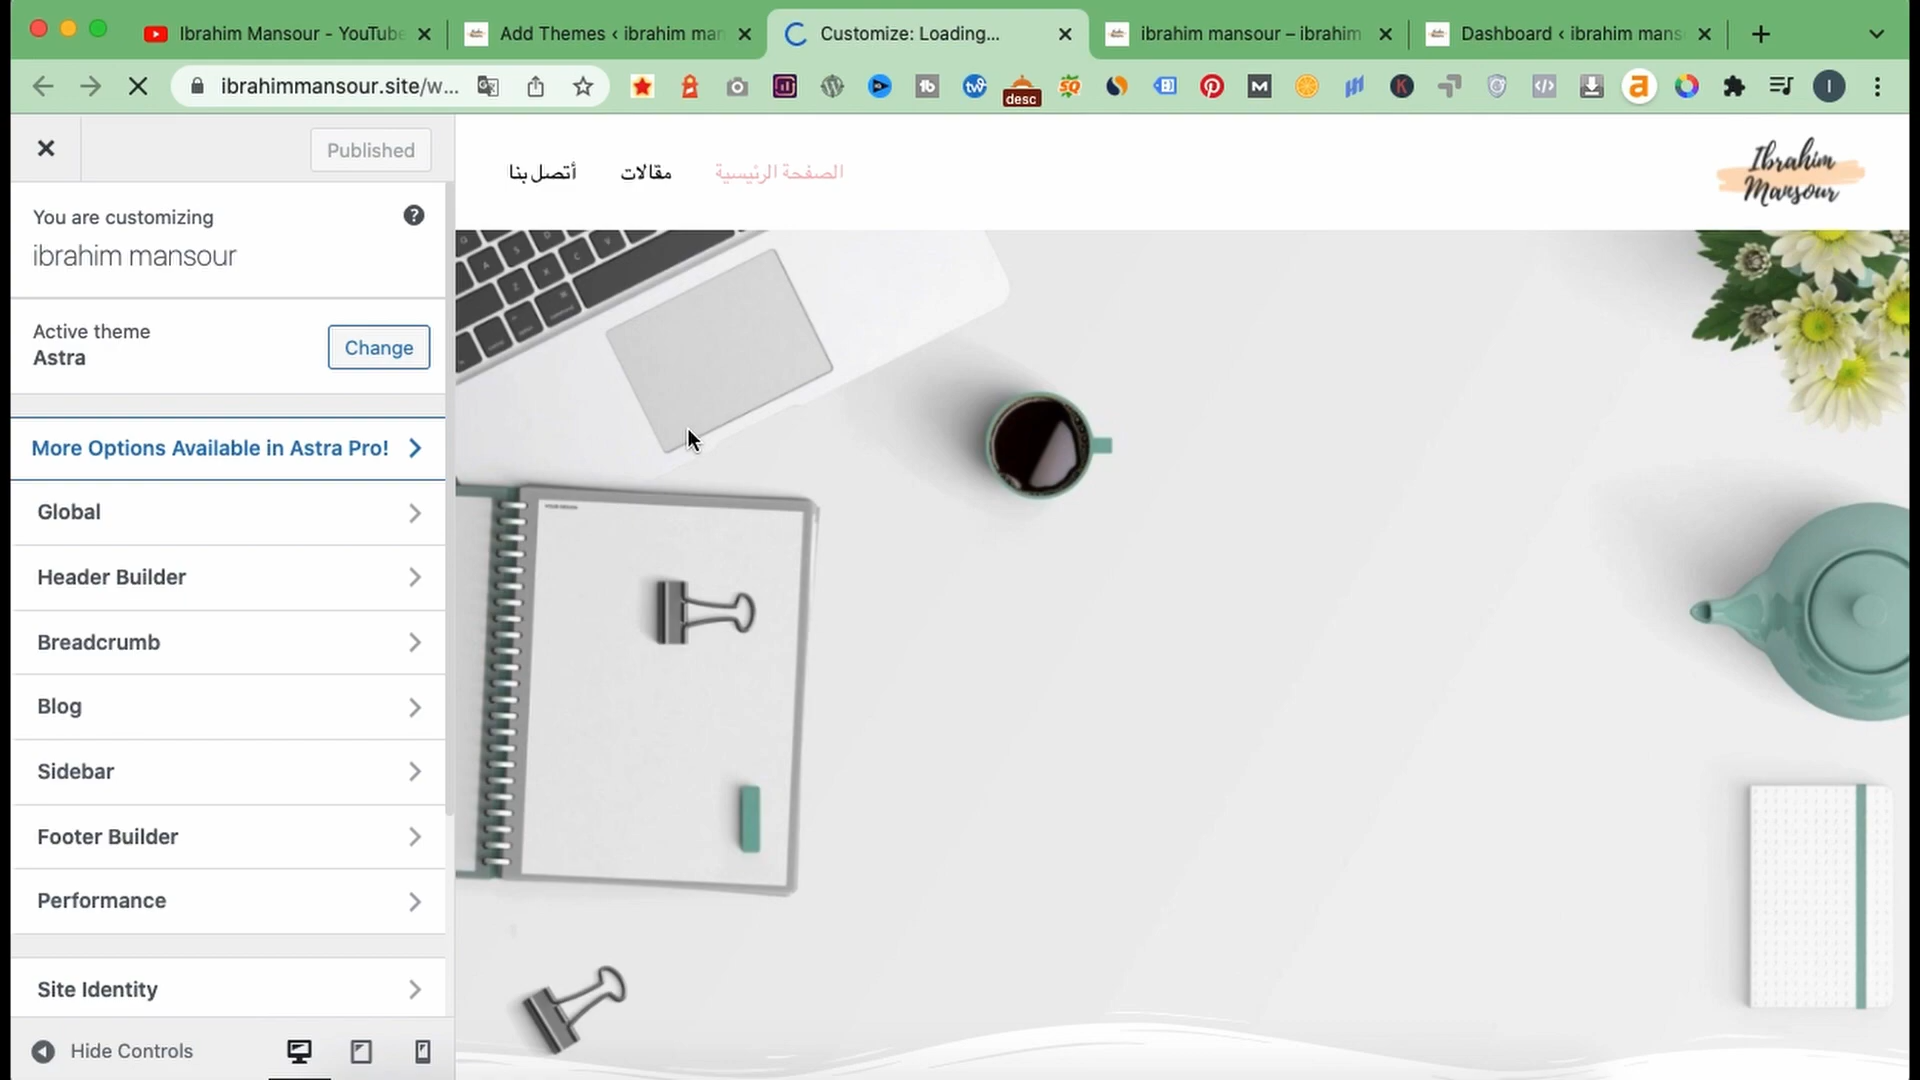 Ibrahim Mansour - YouTube
Add Themes ‹ ibrahim man
Customize: Loading...
ibrahim mansour – ibrahim
Dashboard ‹ ibrahim mans
ibrahimmansour.site/w...
desc
Published
الصفحة الرئيسية
مقالات
أتصل بنا
Ibrahim
Mansour
You are customizing
ibrahim mansour
Active theme
Astra
Change
More Options Available in Astra Pro!
Global
Header Builder
Breadcrumb
Blog
Sidebar
Footer Builder
Performance
Site Identity
Hide Controls